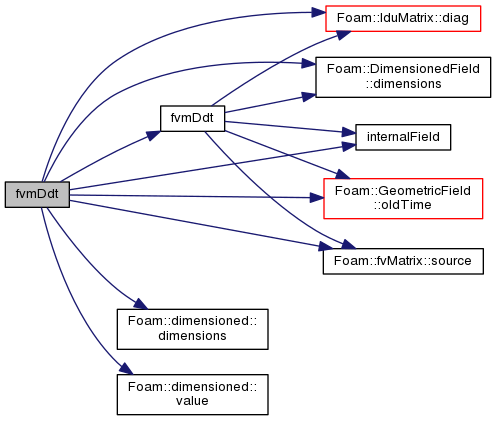 Foam::lduMatrix::diag
Foam::DimensionedField
::dimensions
fvmDdt
internalField
fvmDdt
Foam::GeometricField
::oldTime
Foam::fvMatrix::source
Foam::dimensioned::
dimensions
Foam::dimensioned::
value